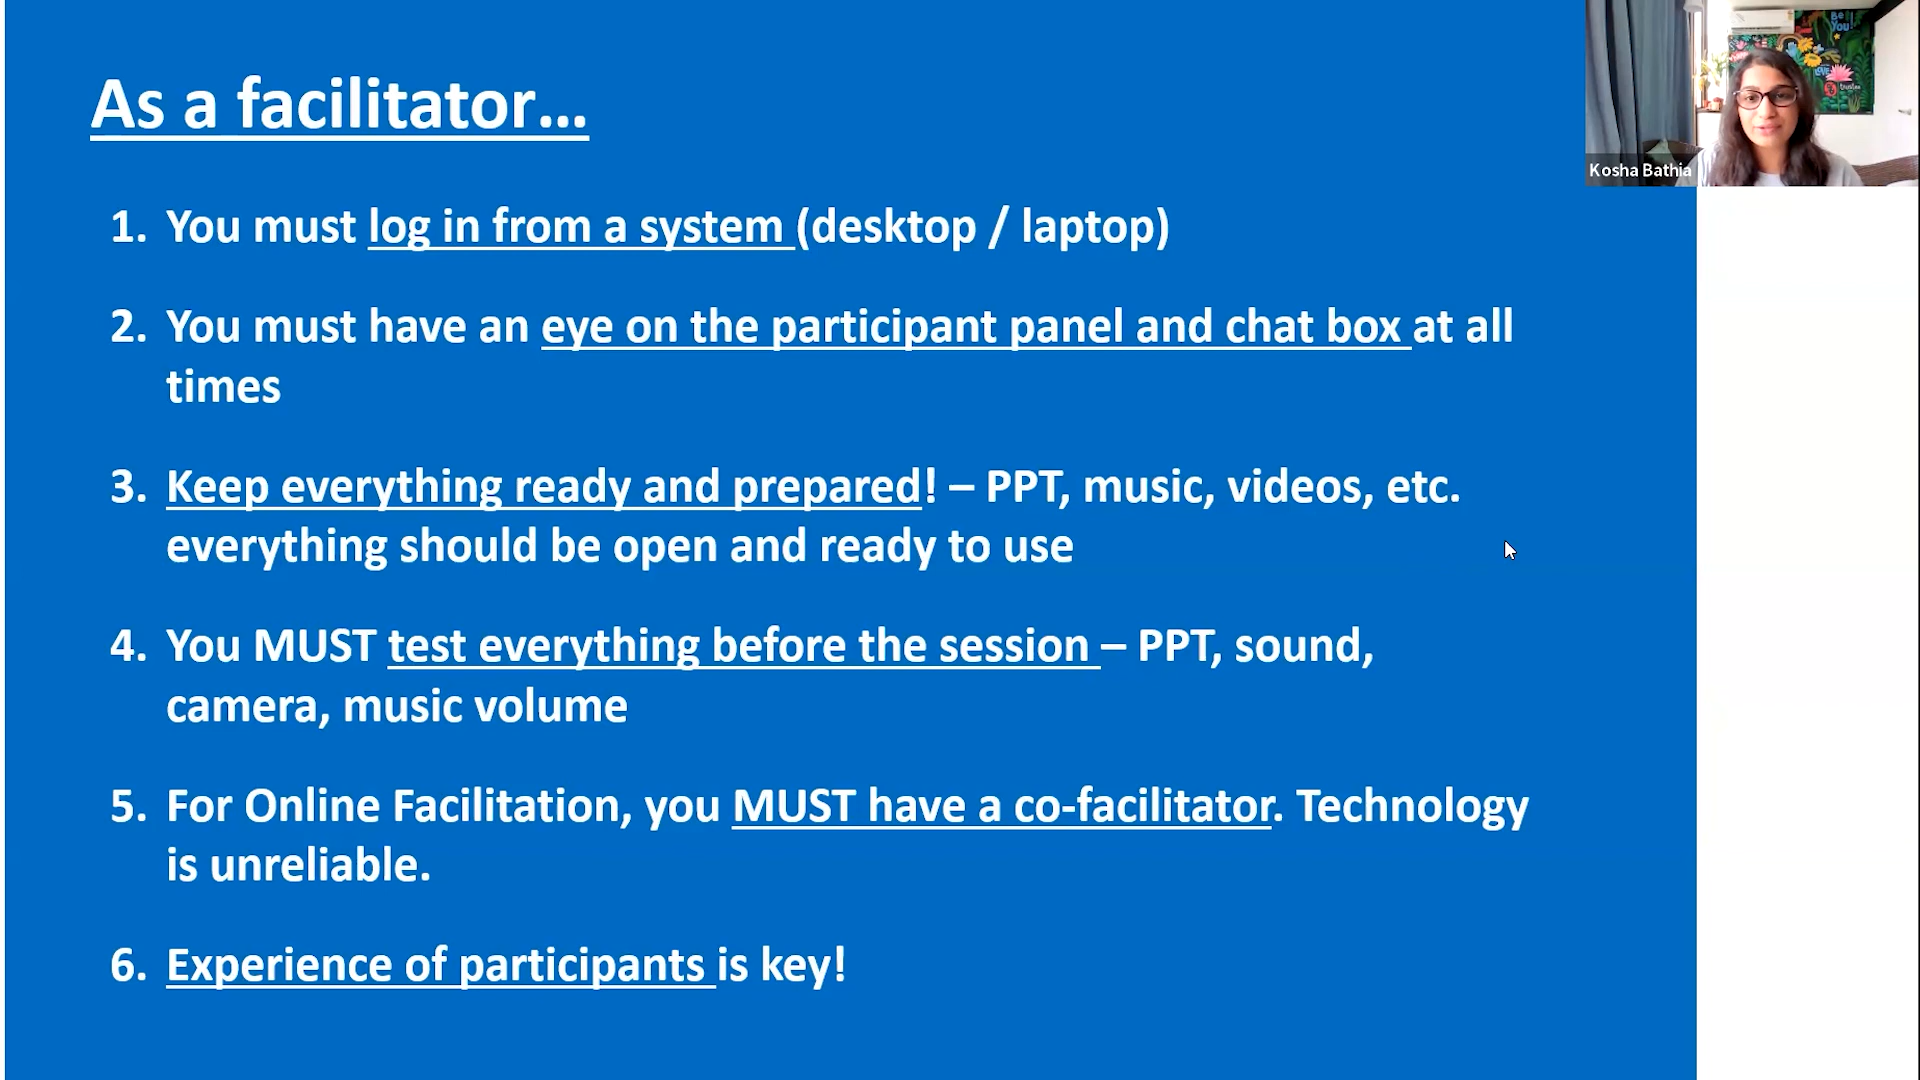 As a facilitator...
1. You must log in from a system (desktop / laptop)
2. You must have an eye on the participant panel and chat box at all
times
3. Keep everything ready and prepared! – PPT, music, videos, etc.
everything should be open and ready to use
4. You MUST test everything before the session – PPT, sound,
camera, music volume
5. For Online Facilitation, you MUST have a co-facilitator. Technology
is unreliable.
6. Experience of participants is key!
Be
You!
LOVE
Kosha Bathia